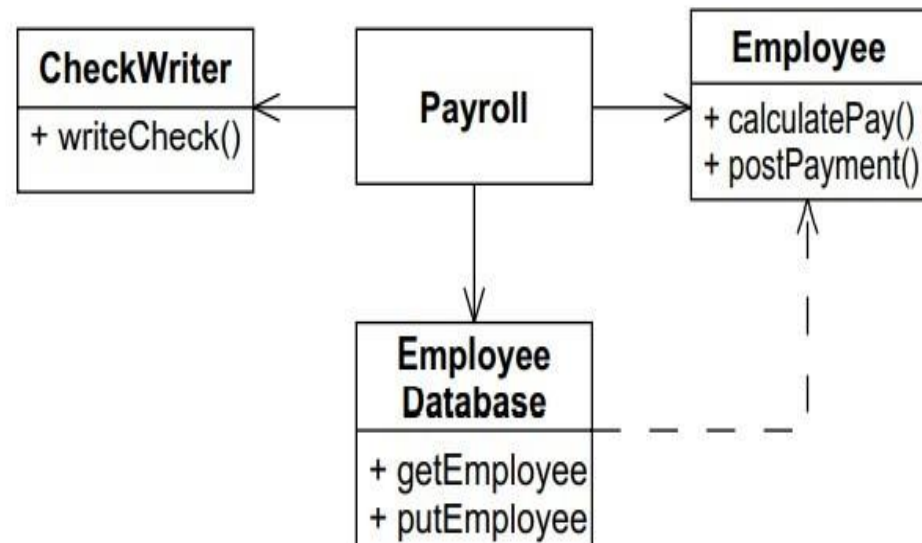 CheckWriter
+ writeCheck()
Payroll
Employee
+ calculatePay()
+ postPayment()
Employee
Database
+ getEmployee
+ putEmployee